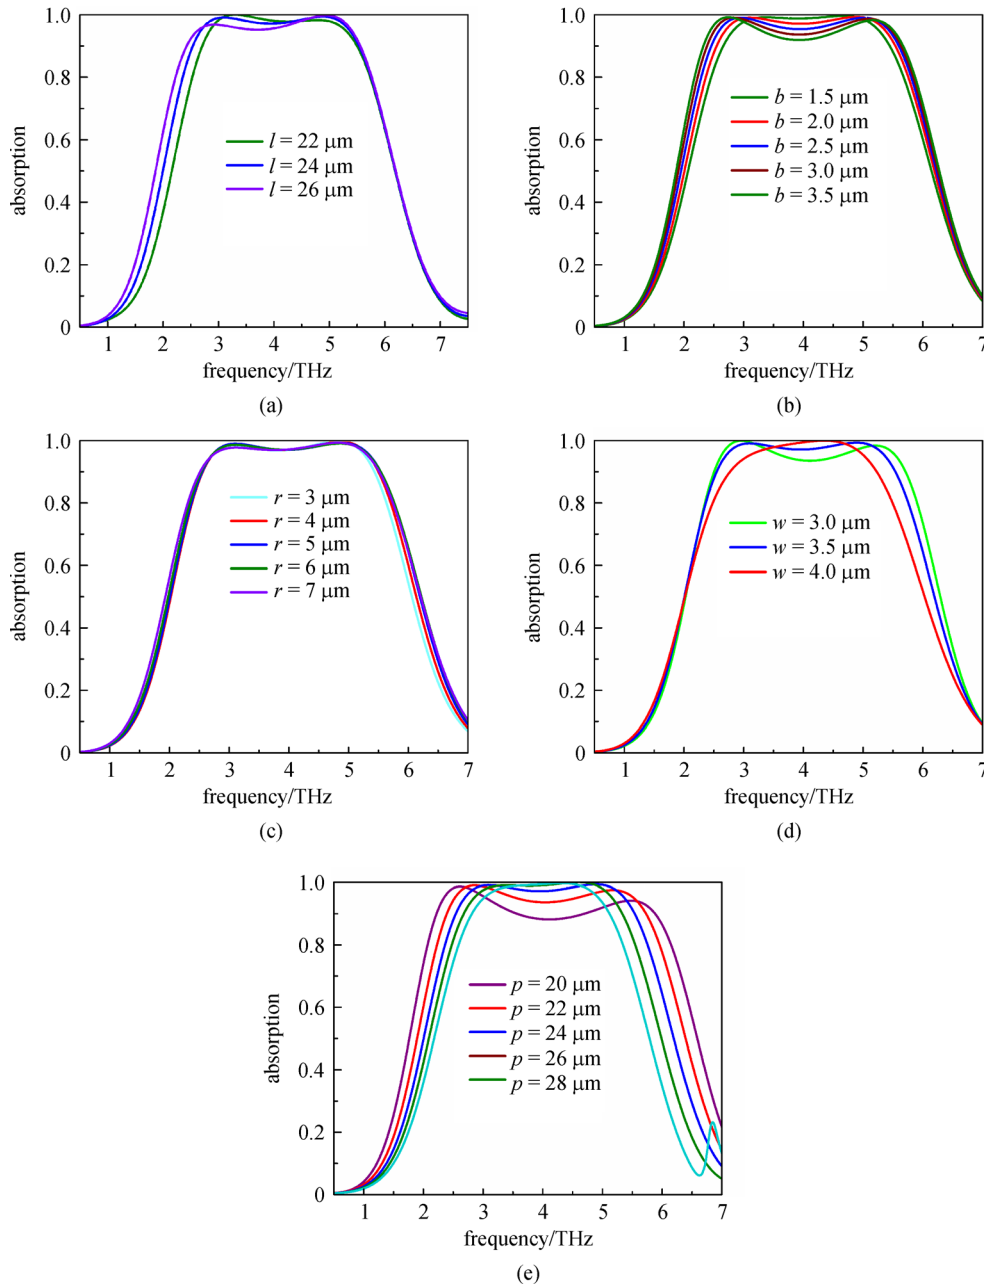 1.0
0.8
0.6
0.4
0.2
0
absorption
l = 22 μm
l = 24 μm
l = 26 μm
1 2 3 4 5 6 7
frequency/THz
(a)
1.0
0.8
0.6
0.4
0.2
0
absorption
b = 1.5 μm
b = 2.0 μm
b = 2.5 μm
b = 3.0 μm
b = 3.5 μm
1 2 3 4 5 6 7
frequency/THz
(b)
1.0
0.8
0.6
0.4
0.2
0
absorption
r = 3 μm
r = 4 μm
r = 5 μm
r = 6 μm
r = 7 μm
1 2 3 4 5 6 7
frequency/THz
(c)
1.0
0.8
0.6
0.4
0.2
0
absorption
w = 3.0 μm
w = 3.5 μm
w = 4.0 μm
1 2 3 4 5 6 7
frequency/THz
(d)
1.0
0.8
0.6
0.4
0.2
0
absorption
p = 20 μm
p = 22 μm
p = 24 μm
p = 26 μm
p = 28 μm
1 2 3 4 5 6 7
frequency/THz
(e)